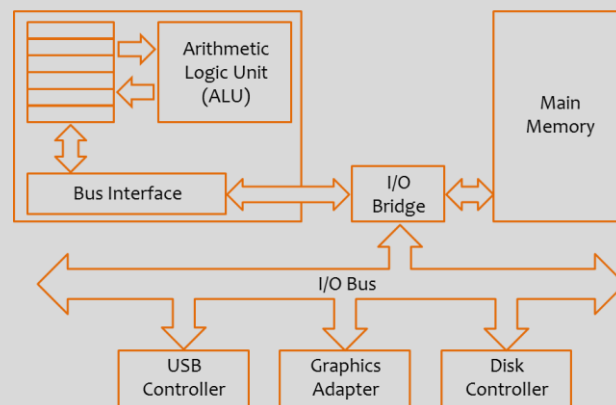 Arithmetic
Logic Unit
(ALU)
Main
Memory
Bus Interface
I/O
Bridge
I/O Bus
USB
Controller
Graphics
Adapter
Disk
Controller